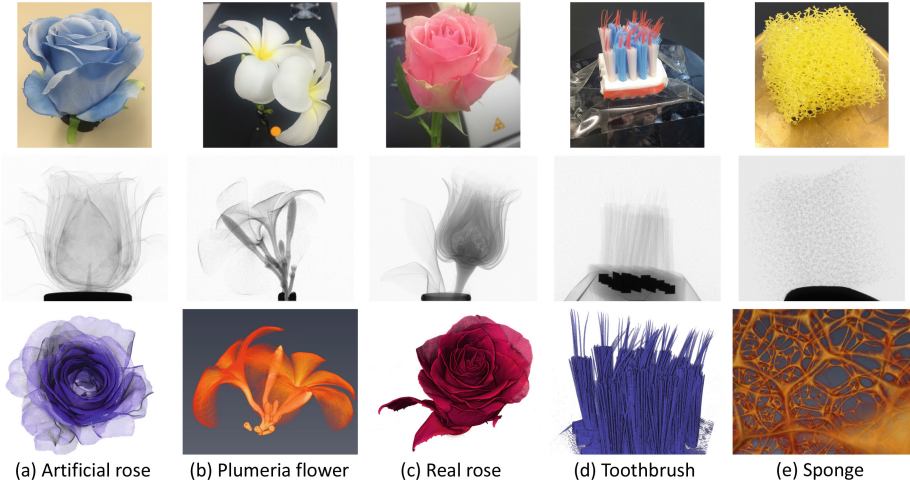 (a) Artificial rose
(b) Plumeria flower
(c) Real rose
(d) Toothbrush
(e) Sponge